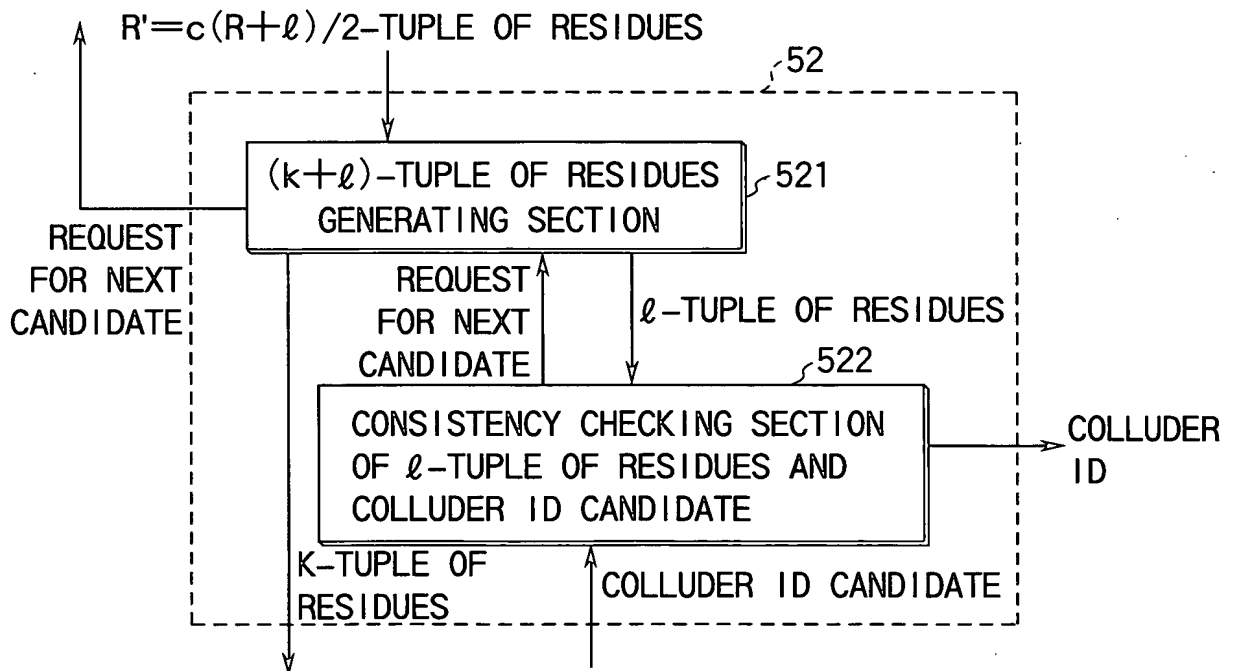 R'=c(R+ℓ)/2-TUPLE OF RESIDUES
52
(k+ℓ)-TUPLE OF RESIDUES
GENERATING SECTION
521
REQUEST
FOR NEXT
CANDIDATE
REQUEST
FOR NEXT
CANDIDATE
ℓ-TUPLE OF RESIDUES
522
CONSISTENCY CHECKING SECTION
OF ℓ-TUPLE OF RESIDUES AND
COLLUDER ID CANDIDATE
COLLUDER
ID
K-TUPLE OF
RESIDUES
COLLUDER ID CANDIDATE